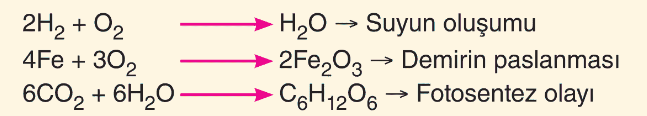 2H₂ + O₂ ⟶ H₂O → Suyun oluşumu
4Fe + 3O₂ ⟶ 2Fe₂O₃ → Demirin paslanması
6CO₂ + 6H₂O ⟶ C₆H₁₂O₆ → Fotosentez olayı